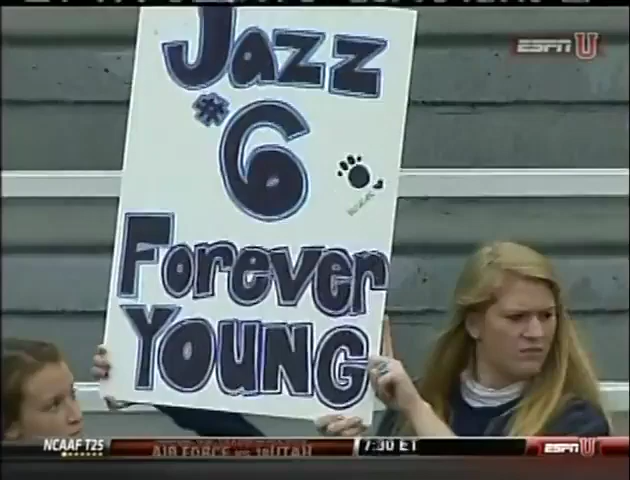 Jazz
#6
Forever
Young
ESPN U
NCAAF T25
AIR FORCE vs
UTAH
7:30 ET
ESPN U